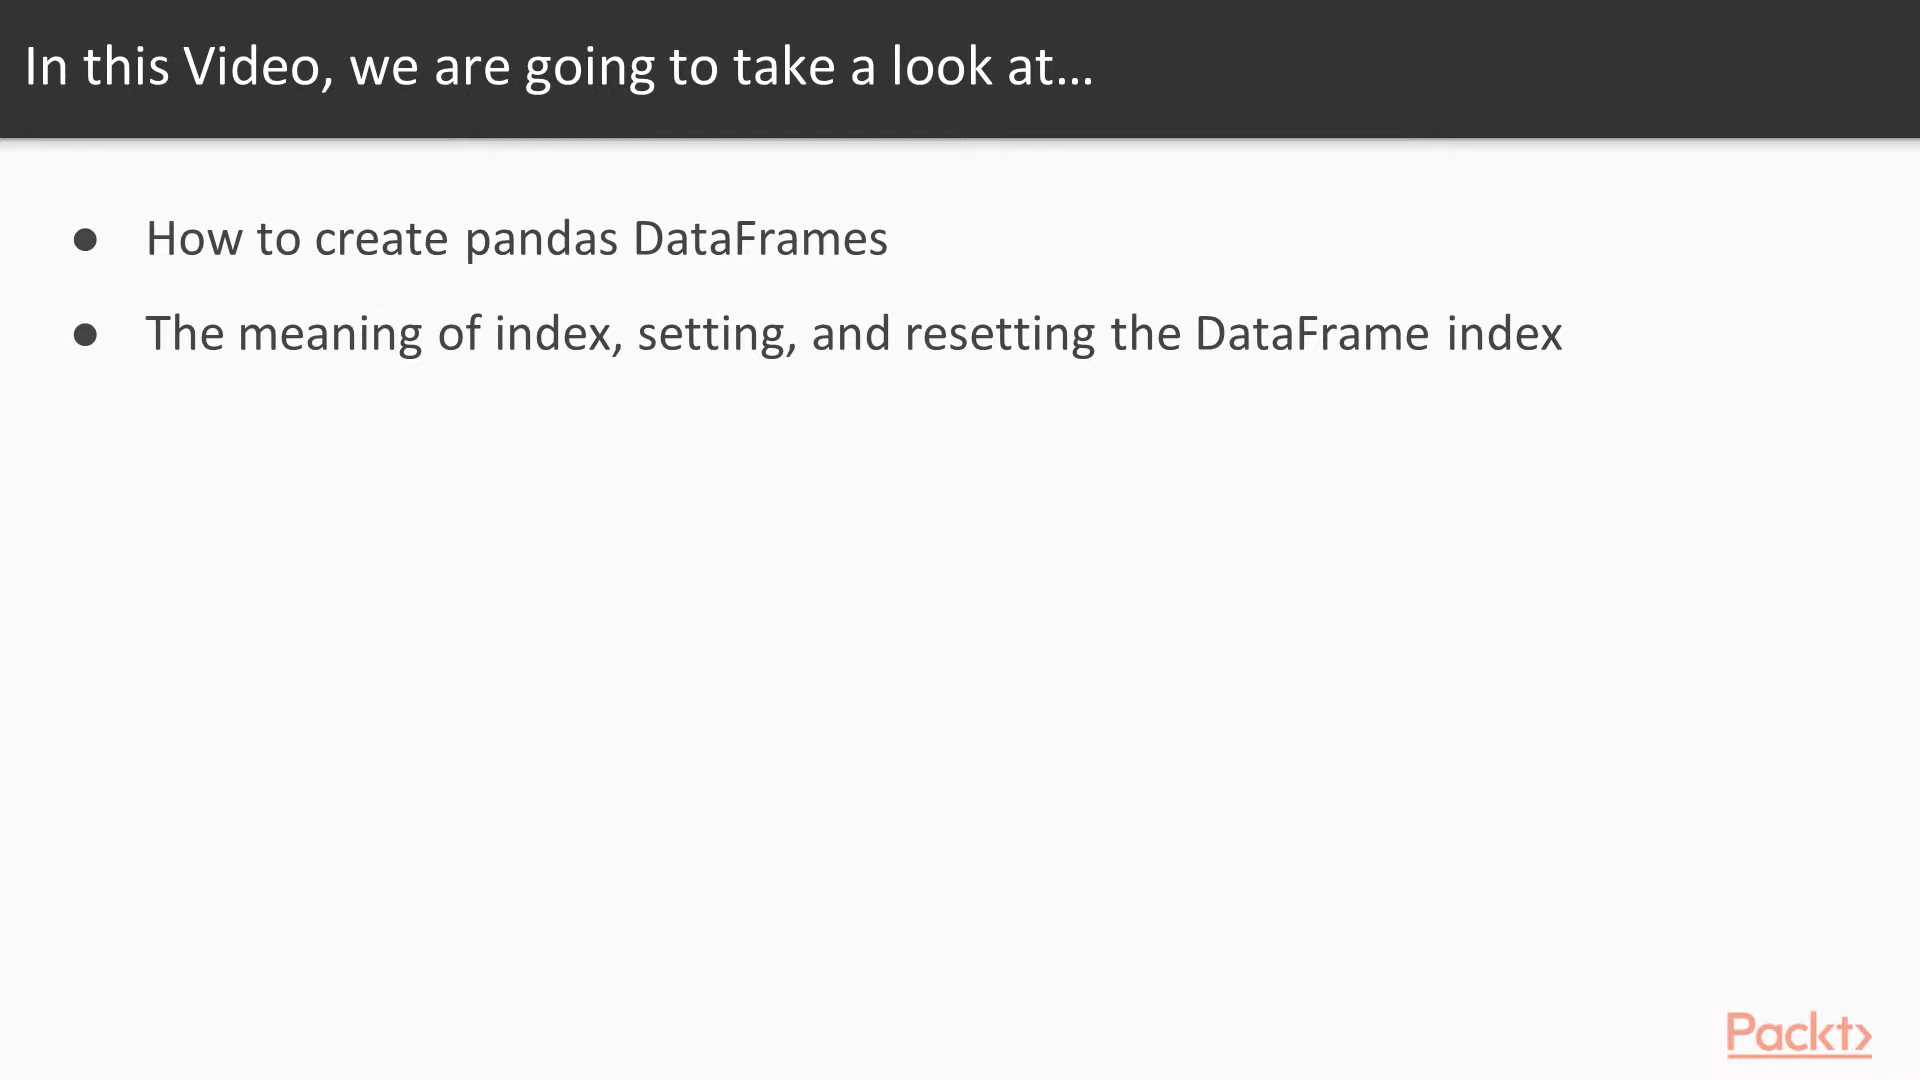 In this Video, we are going to take a look at…
● How to create pandas DataFrames
● The meaning of index, setting, and resetting the DataFrame index
Packt>